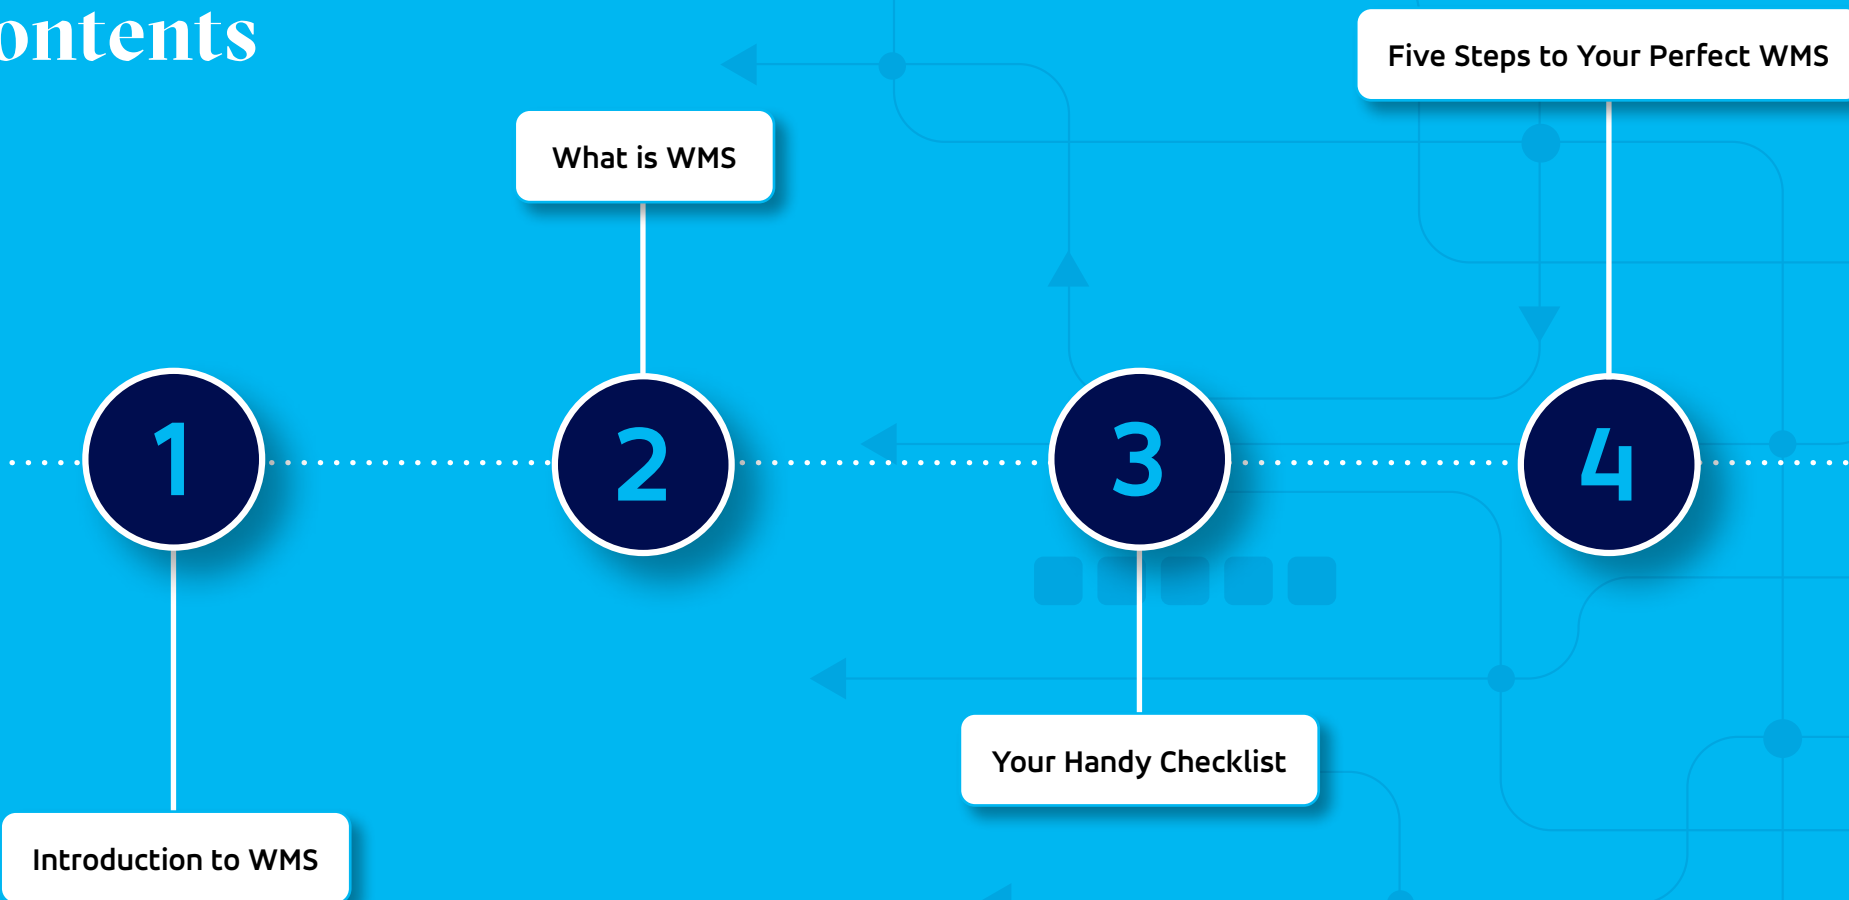 ontents
Five Steps to Your Perfect WMS
What is WMS
1
2
3
4
Your Handy Checklist
Introduction to WMS